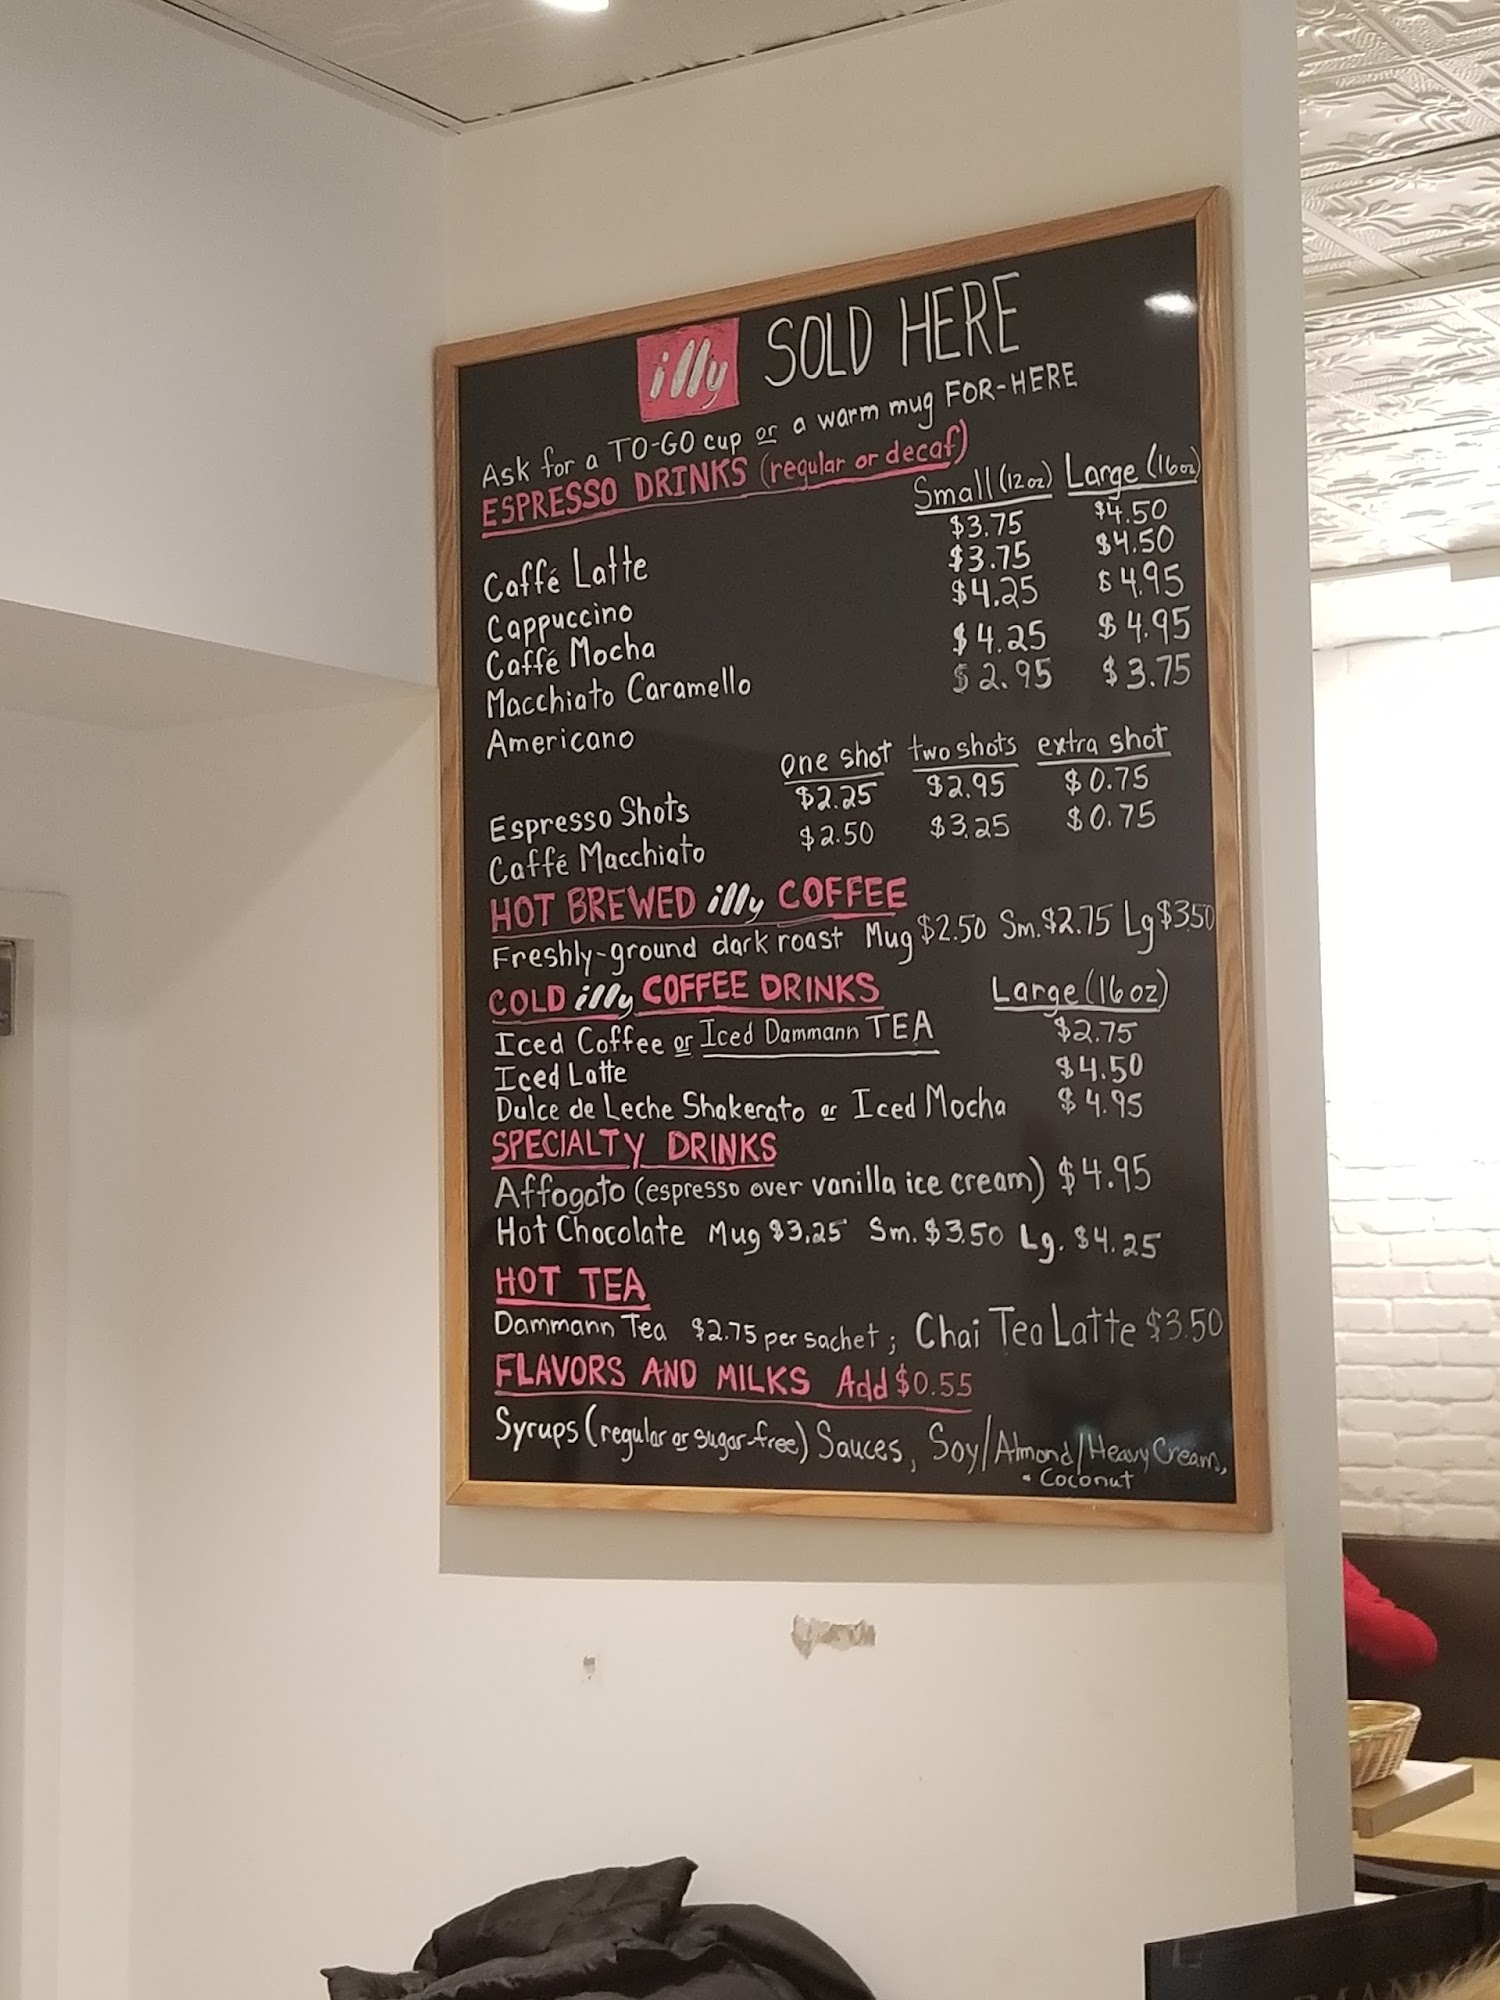 illy SOLD HERE
Ask for a TO-GO cup or a warm mug FOR-HERE
ESPRESSO DRINKS (regular or decaf)
Small (12 oz) Large (16 oz)
Caffé Latte $3.75 $4.50
Cappuccino $3.75 $4.50
Caffé Mocha $4.25 $4.95
Macchiato Caramello $4.25 $4.95
Americano $2.95 $3.75
one shot two shots extra shot
Espresso Shots $2.25 $2.95 $0.75
Caffé Macchiato $2.50 $3.25 $0.75
HOT BREWED illy COFFEE
Freshly-ground dark roast Mug $2.50 Sm. $2.75 Lg $3.50
COLD illy COFFEE DRINKS Large (16 oz)
Iced Coffee or Iced Dammann TEA $2.75
Iced Latte $4.50
Dulce de Leche Shakerato or Iced Mocha $4.95
SPECIALTY DRINKS
Affogato (espresso over vanilla ice cream) $4.95
Hot Chocolate Mug $3.25 Sm. $3.50 Lg. $4.25
HOT TEA
Dammann Tea $2.75 per sachet; Chai Tea Latte $3.50
FLAVORS AND MILKS Add $0.55
Syrups (regular or sugar-free) Sauces, Soy/Almond/Heavy Cream,
• Coconut